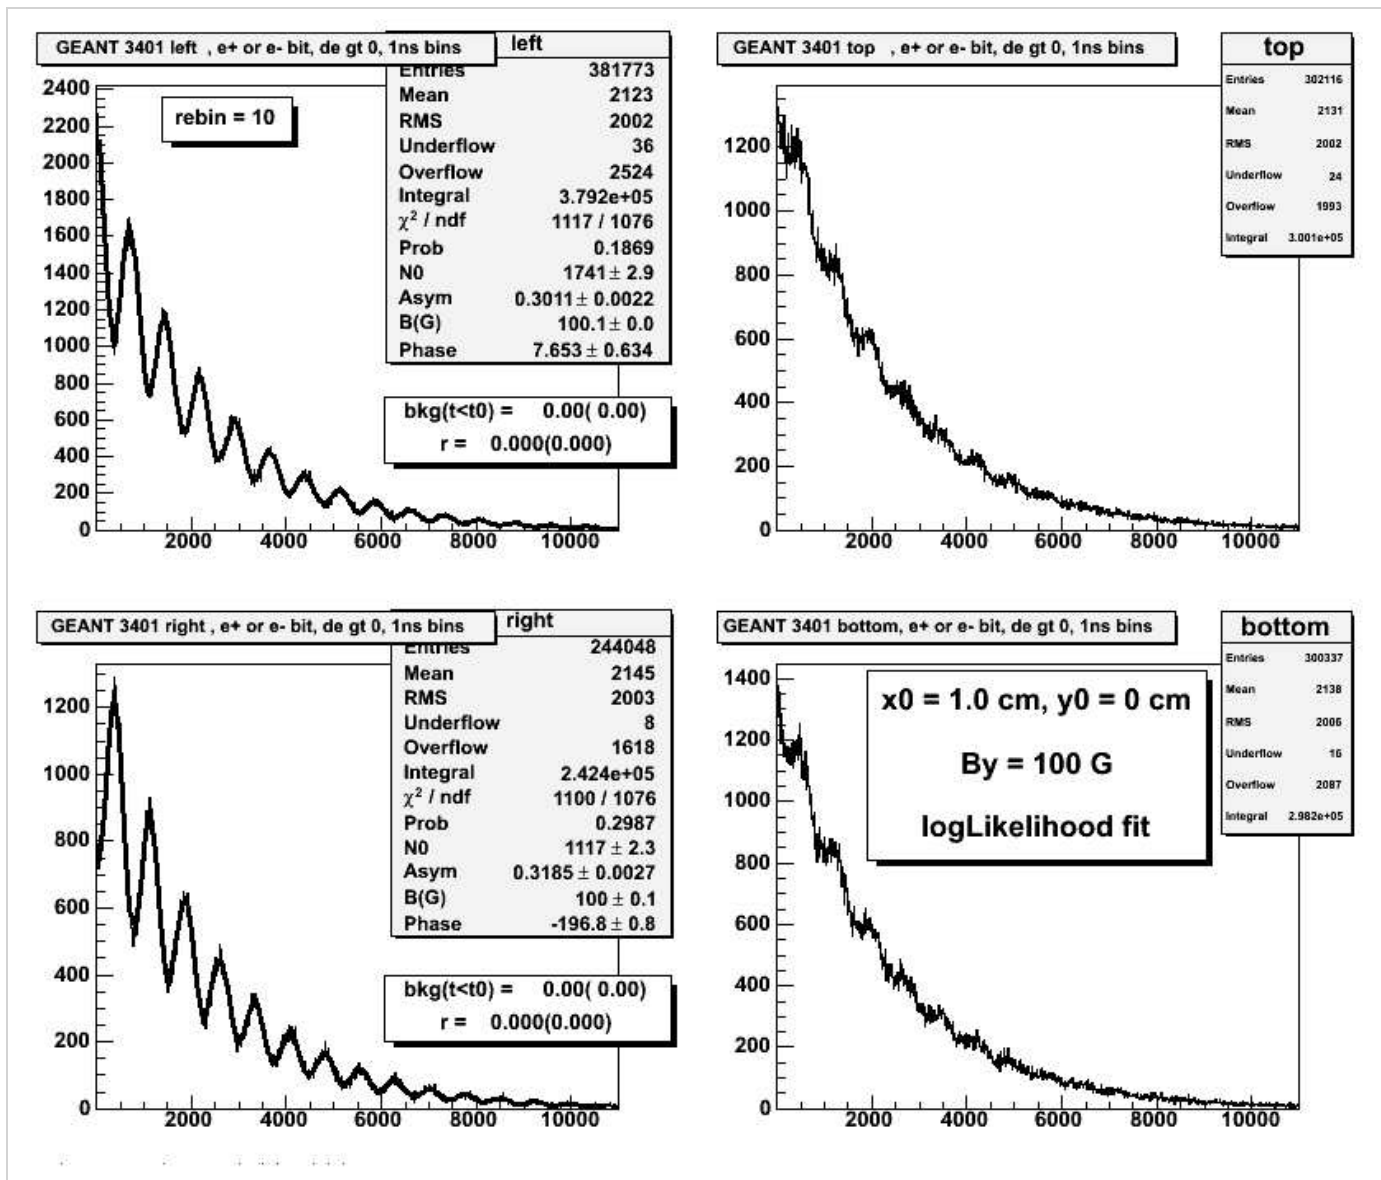 GEANT 3401 left , e+ or e- bit, de gt 0, 1ns bins
left
Entries 381773
Mean 2123
RMS 2002
Underflow 36
Overflow 2524
Integral 3.792e+05
χ² / ndf 1117 / 1076
Prob 0.1869
N0 1741 ± 2.9
Asym 0.3011 ± 0.0022
B(G) 100.1 ± 0.0
Phase 7.653 ± 0.634
rebin = 10
bkg(t<t0) = 0.00( 0.00)
r = 0.000(0.000)
2400
2200
2000
1800
1600
1400
1200
1000
800
600
400
200
0
2000 4000 6000 8000 10000
GEANT 3401 top , e+ or e- bit, de gt 0, 1ns bins
top
Entries 302116
Mean 2131
RMS 2002
Underflow 24
Overflow 1993
Integral 3.001e+05
1200
1000
800
600
400
200
0
2000 4000 6000 8000 10000
GEANT 3401 right , e+ or e- bit, de gt 0, 1ns bins
right
Entries 244048
Mean 2145
RMS 2003
Underflow 8
Overflow 1618
Integral 2.424e+05
χ² / ndf 1100 / 1076
Prob 0.2987
N0 1117 ± 2.3
Asym 0.3185 ± 0.0027
B(G) 100 ± 0.1
Phase -196.8 ± 0.8
bkg(t<t0) = 0.00( 0.00)
r = 0.000(0.000)
1200
1000
800
600
400
200
0
2000 4000 6000 8000 10000
GEANT 3401 bottom, e+ or e- bit, de gt 0, 1ns bins
bottom
Entries 300337
Mean 2138
RMS 2006
Underflow 16
Overflow 2087
Integral 2.982e+05
x0 = 1.0 cm, y0 = 0 cm
By = 100 G
logLikelihood fit
1400
1200
1000
800
600
400
200
0
2000 4000 6000 8000 10000